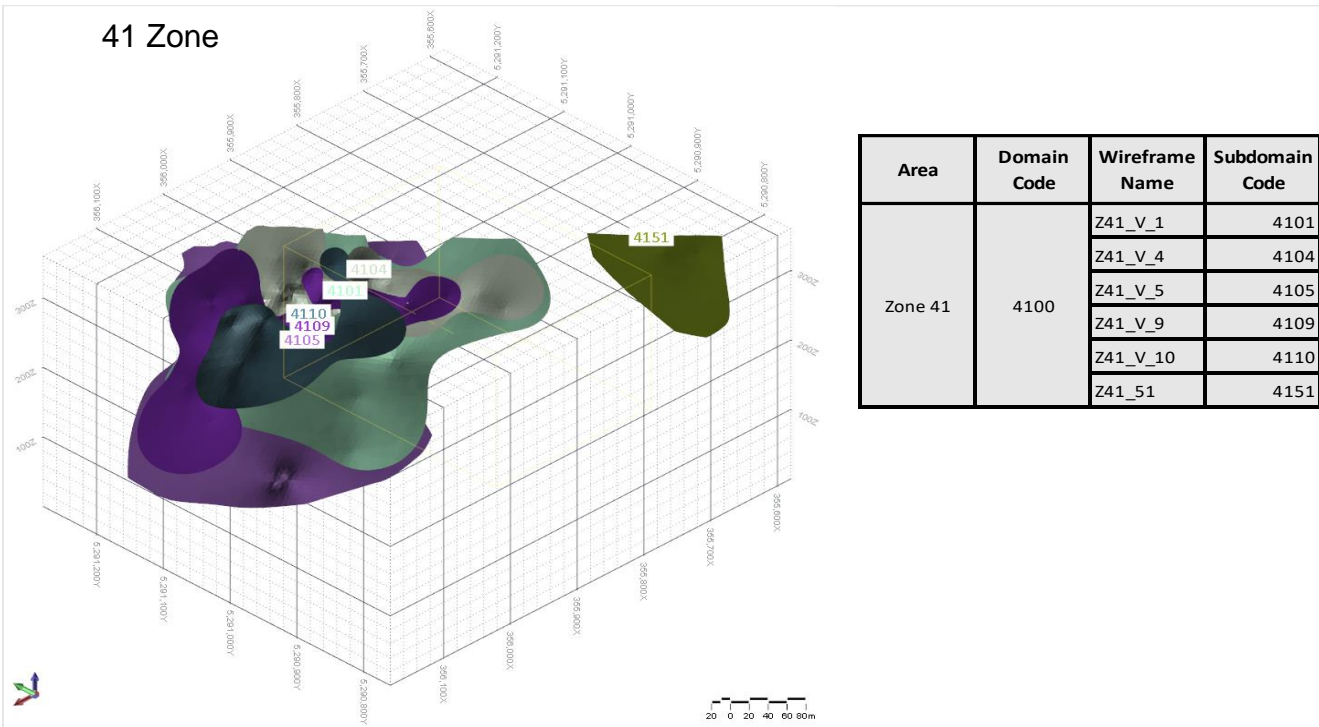 41 Zone
355,600X
355,700X
355,800X
355,900X
356,000X
356,100X
5,291,200Y
5,291,100Y
5,291,000Y
5,290,900Y
5,290,800Y
300Z
200Z
100Z
300Z
200Z
100Z
4151
4104
4101
4110
4109
4105
5,291,200Y
5,291,100Y
5,291,000Y
5,290,900Y
5,290,800Y
355,600X
355,700X
355,800X
355,900X
356,000X
356,100X
20 0 20 40 60 80m
Area Domain Code Wireframe Name Subdomain Code
Zone 41 4100
Z41_V_1 4101
Z41_V_4 4104
Z41_V_5 4105
Z41_V_9 4109
Z41_V_10 4110
Z41_51 4151